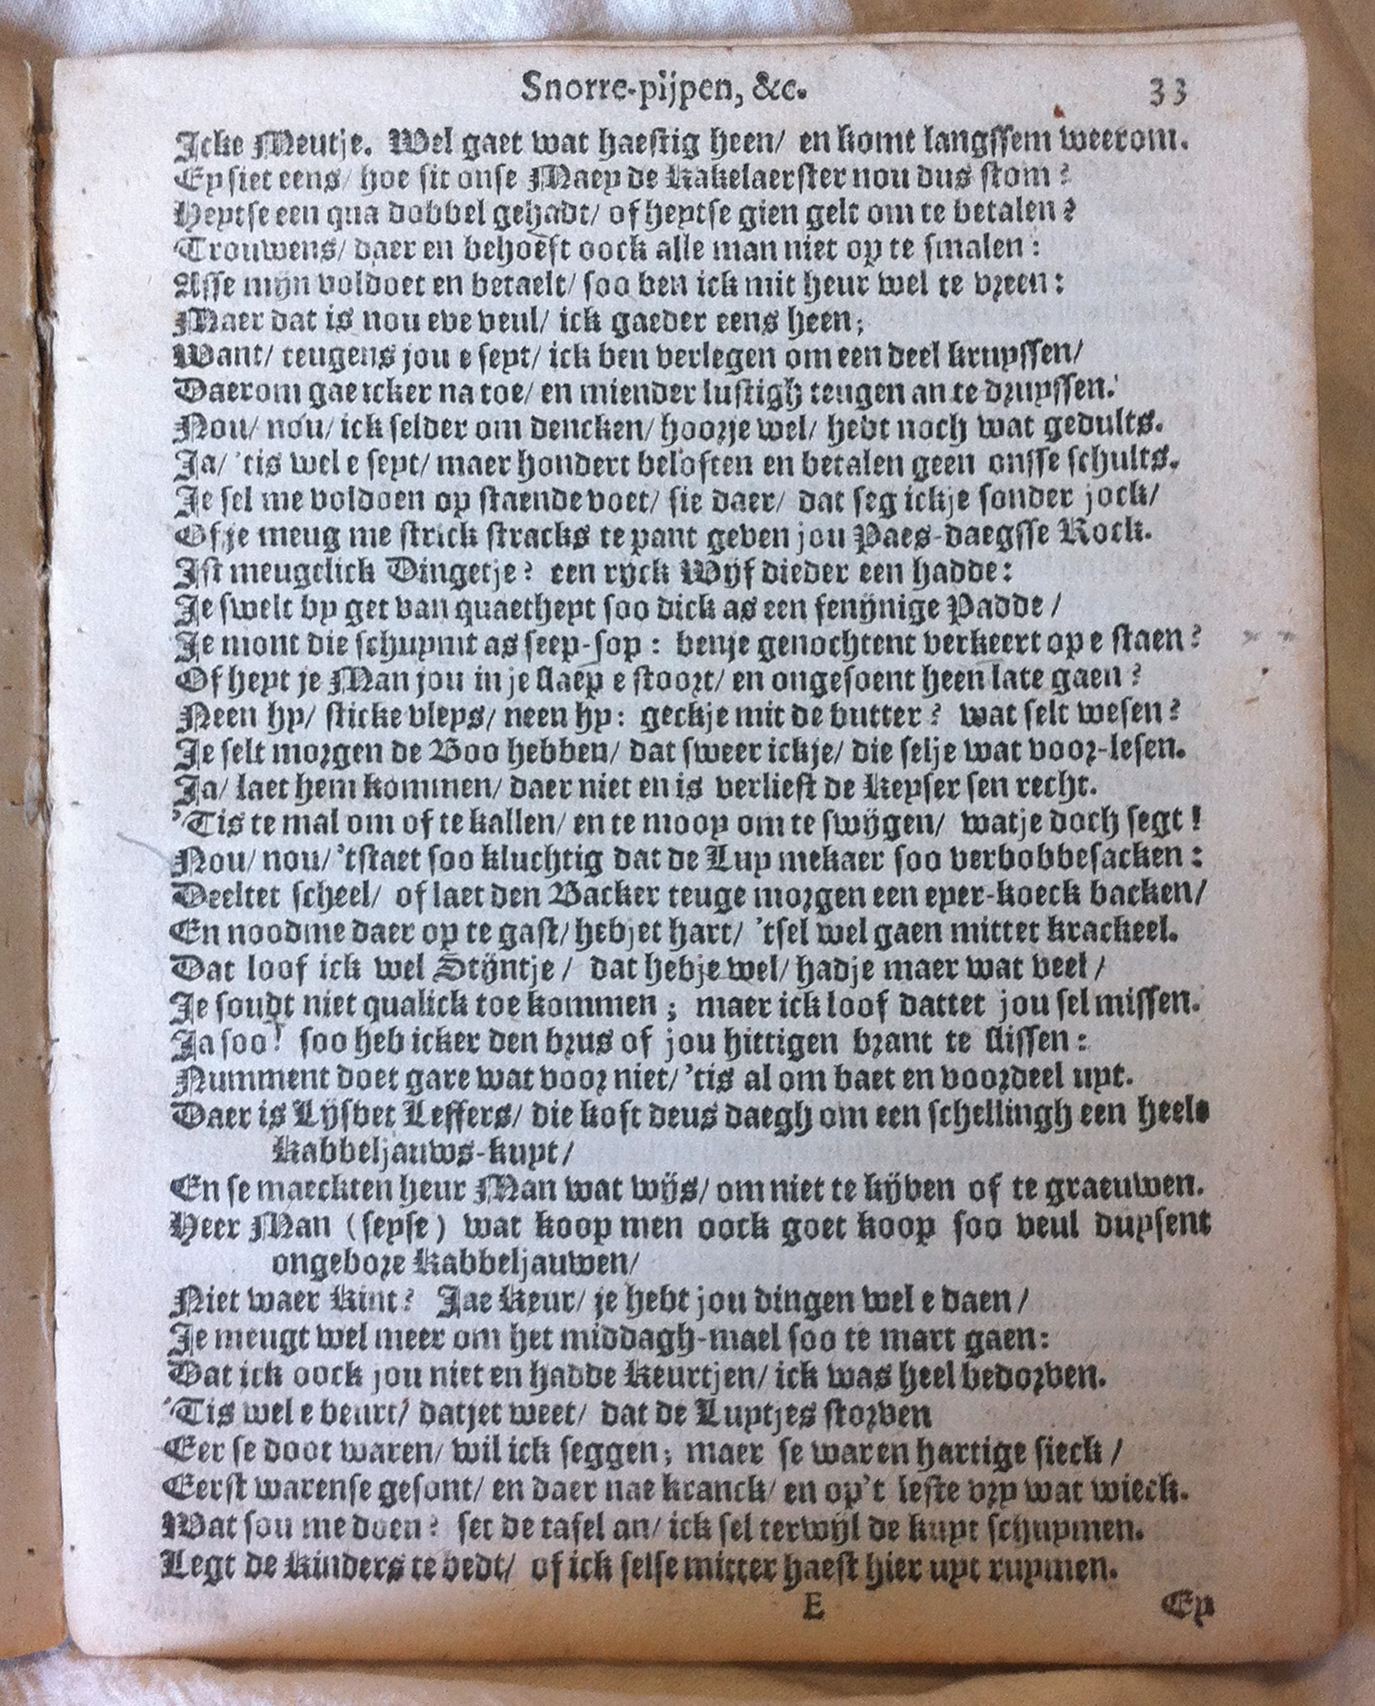 Snorre-pijpen, &c. 33
Icke Meutje. Wel gaet wat haestig heen/ en komt langssem weerom.
Ey siet eens/ hoe sit onse Maey de kakelaerster nou dus stom?
Heytse een qua dobbel gehadt/ of heytse gien gelt om te betalen?
Trouwens/ daer en behoeft oock alle man niet op te smalen:
Asse mijn voldoet en betaelt/ soo ben ick mit heur wel te vreen:
Maer dat is nou eve veul/ ick gaeder eens heen;
Want/ teugens jou e seyt/ ick ben verlegen om een deel kruyssen/
Daerom gae icker na toe/ en miender lustigh teugen an te druyssen.
Nou/ nou/ ick selder om dencken/ hoorje wel/ hebt noch wat gedults.
Ja/ 'tis wel e seyt/ maer hondert beloften en betalen geen onsse schults.
Je sel me voldoen op staende voet/ sie daer/ dat seg ickje sonder jock/
Of je meug me strick stracks te pant geven jou Paes-daegsse Rock.
Ist meugelick Dingetje? een ryck Wijf dieder een hadde:
Je swelt by get van quaetheyt soo dick as een fenijnige Padde/
Je mont die schuymt as seep-sop: benje genochtent verkeert op e staen?
Of heyt je Man jou in je slaep e stoort/ en ongesoent heen late gaen?
Neen hy/ sticke vleys/ neen hy: geckje mit de butter? wat selt wesen?
Je selt morgen de Boo hebben/ dat sweer ickje/ die selje wat voor-lesen.
Ja/ laet hem kommen/ daer niet en is verliest de Keyser sen recht.
'Tis te mal om of te kallen/ en te mooy om te swijgen/ watje doch segt!
Nou/ nou/ 'tstaet soo kluchtig dat de Luy mekaer soo verbobbesacken:
Deeltet scheel/ of laet den Backer teuge morgen een eyer-koeck backen/
En noodme daer op te gast/ hebjet hart/ 'tsel wel gaen mittet krackeel.
Dat loof ick wel Stijntje/ dat hebje wel/ hadje maer wat veel/
Je soudt niet qualick toe kommen; maer ick loof dattet jou sel missen.
Ja soo! soo heb icker den brus of jou hittigen brant te slissen:
Numment doet gare wat voor niet/ 'tis al om baet en voordeel uyt.
Daer is Lijsbet Leffers/ die koft deus daegh om een schellingh een heele
Kabbeljauws-kuyt/
En se maeckten heur Man wat wijs/ om niet te kijven of te graeuwen.
Heer Man (seyse) wat koop men oock goet koop soo veul duysent
ongebore Kabbeljauwen/
Niet waer Kint? Jae Keur/ je hebt jou dingen wel e daen/
Je meugt wel meer om het middagh-mael soo te mart gaen:
Dat ick oock jou niet en hadde Keurtjen/ ick was heel bedorven.
'Tis wel e beurt/ datjet weet/ dat de Luytjes storven
Eer se doot waren/ wil ick seggen; maer se waren hartige sieck/
Eerst warense gesont/ en daer nae kranck/ en op't leste vry wat wieck.
Wat sou me doen? set de tafel an/ ick sel terwijl de kuyt schuymen.
Legt de kinders te bedt/ of ick selse mitter haest hier uyt ruymen.
E Ey